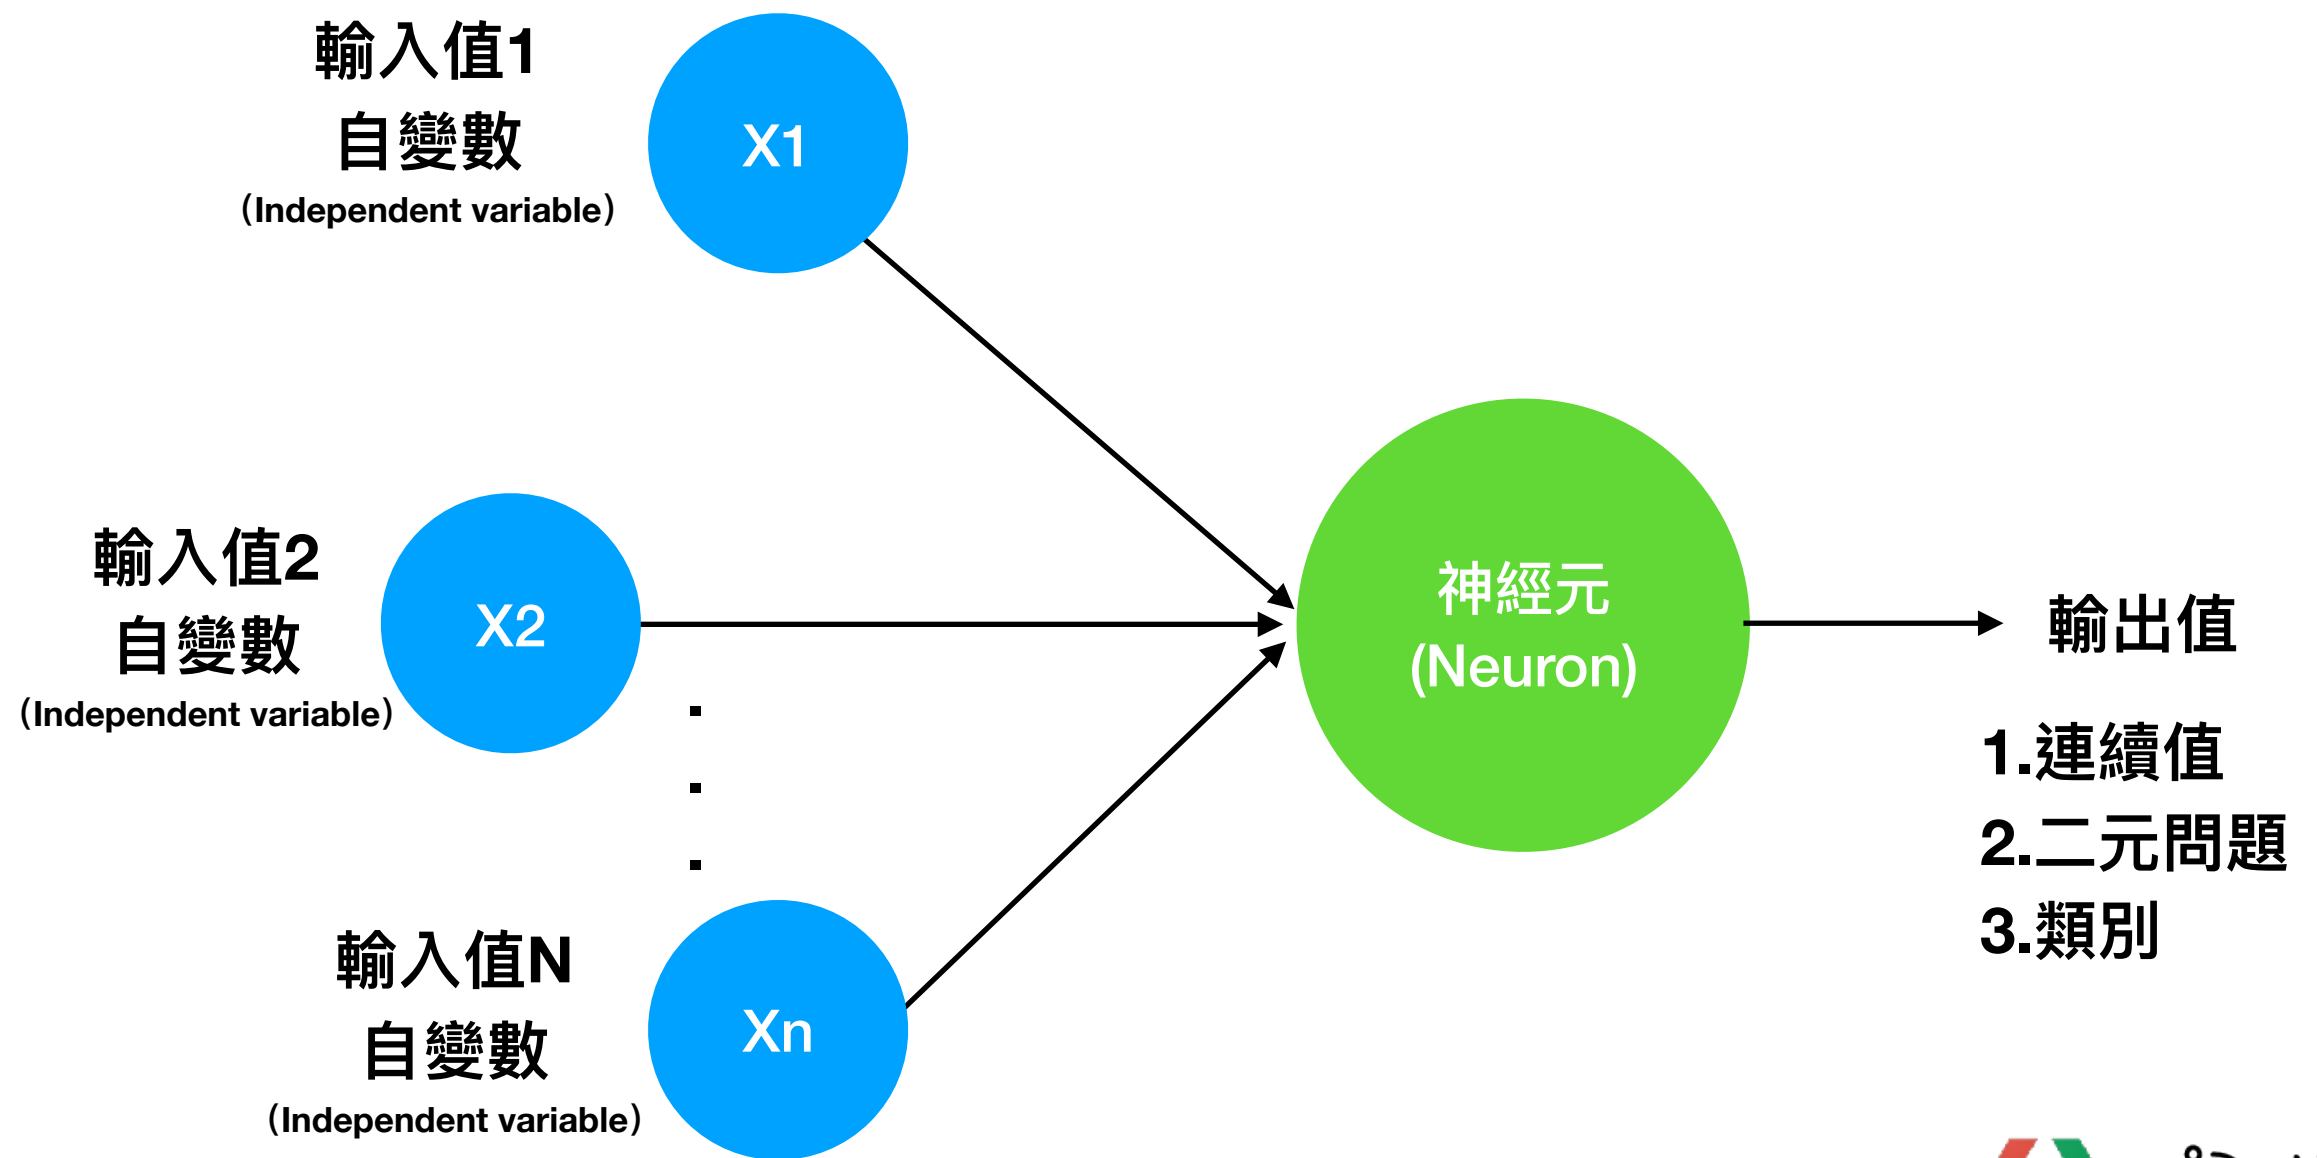 輸入值1
自變數
(Independent variable)
X1
輸入值2
自變數
(Independent variable)
X2
輸入值N
自變數
(Independent variable)
Xn
神經元
(Neuron)
輸出值
1.連續值
2.二元問題
3.類別